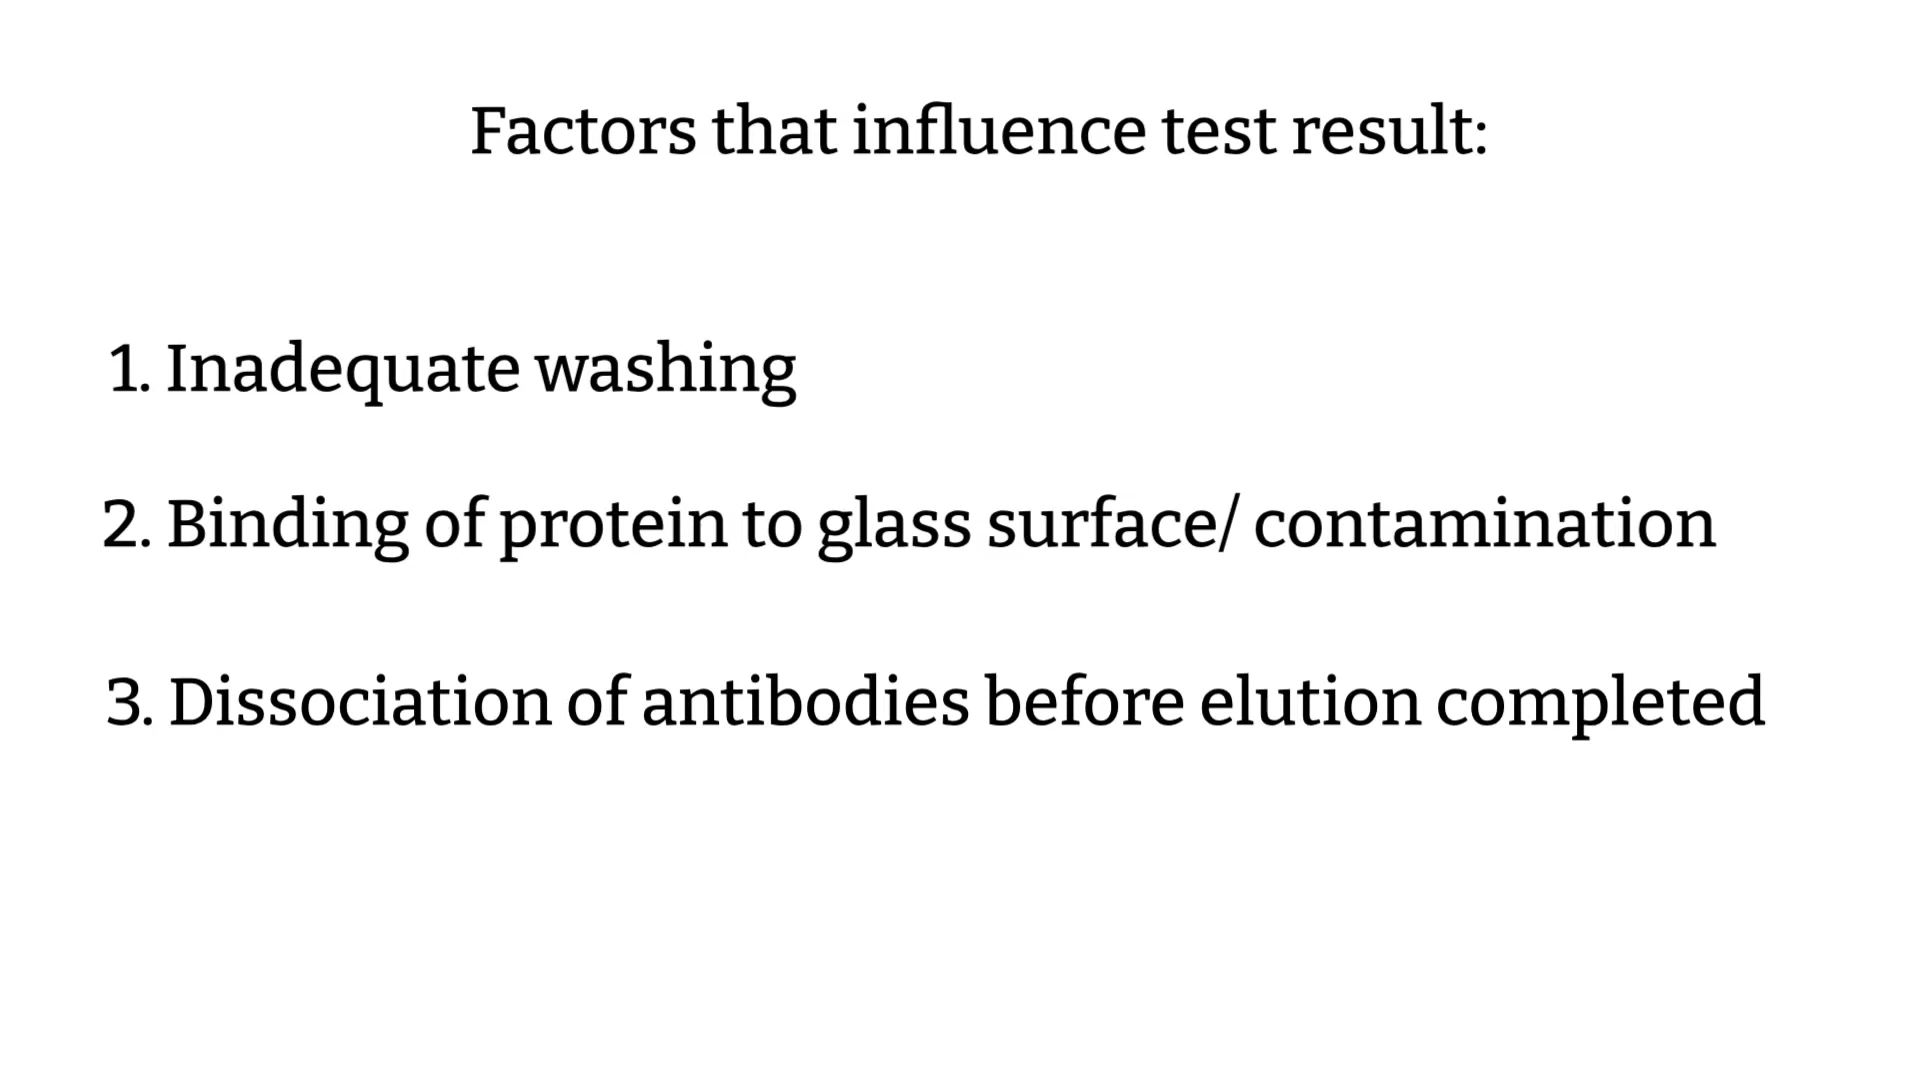 Factors that influence test result:
1. Inadequate washing
2. Binding of protein to glass surface/ contamination
3. Dissociation of antibodies before elution completed